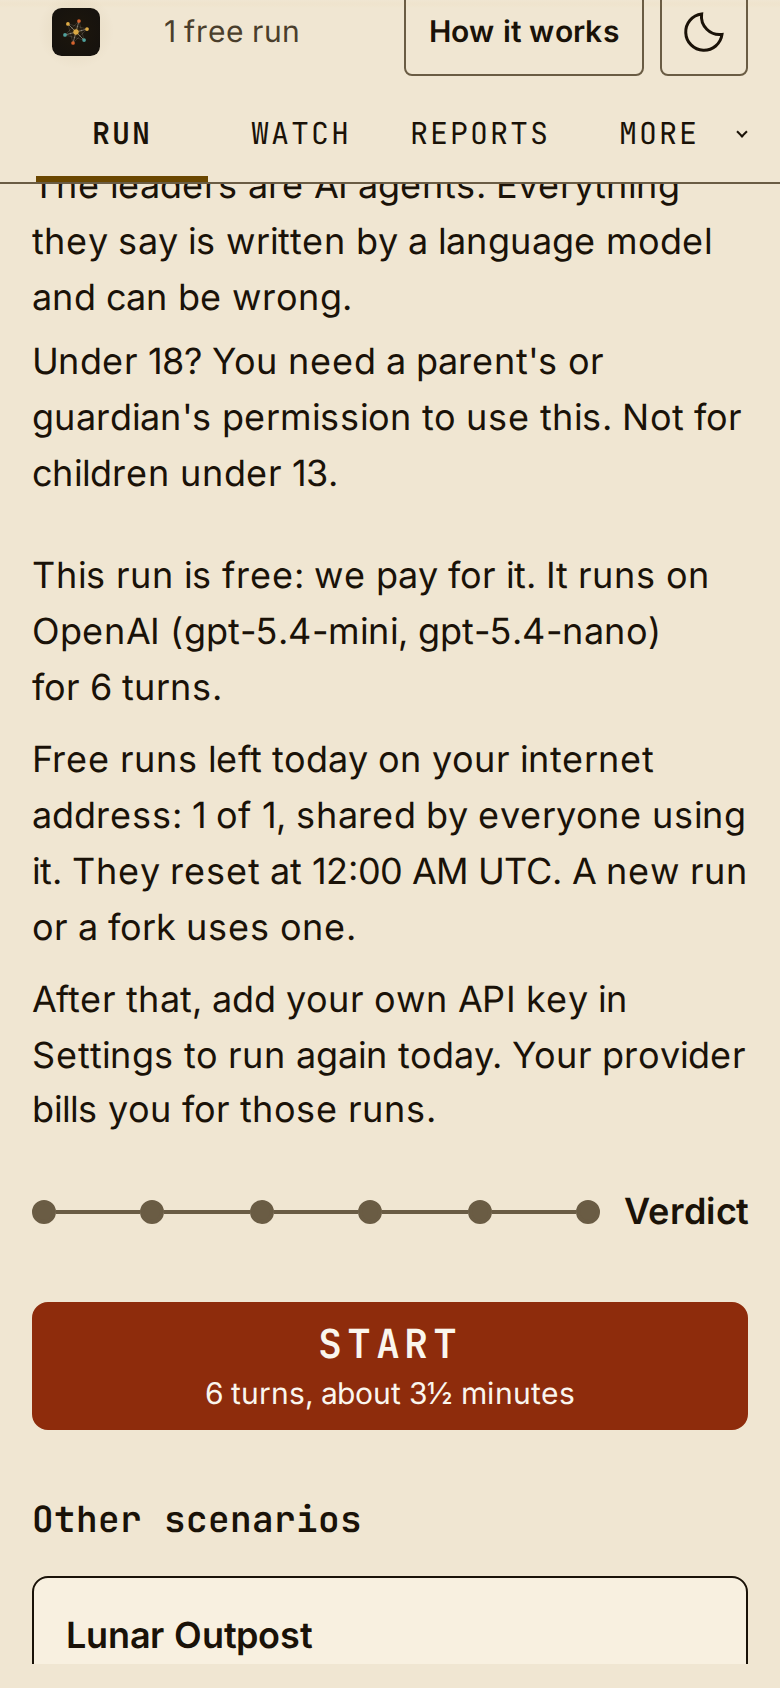 1 free run
How it works
RUN
WATCH
REPORTS
MORE
The leaders are AI agents. Everything
they say is written by a language model
and can be wrong.
Under 18? You need a parent's or
guardian's permission to use this. Not for
children under 13.
This run is free: we pay for it. It runs on
OpenAI (gpt-5.4-mini, gpt-5.4-nano)
for 6 turns.
Free runs left today on your internet
address: 1 of 1, shared by everyone using
it. They reset at 12:00 AM UTC. A new run
or a fork uses one.
After that, add your own API key in
Settings to run again today. Your provider
bills you for those runs.
Verdict
START
6 turns, about 3½ minutes
Other scenarios
Lunar Outpost